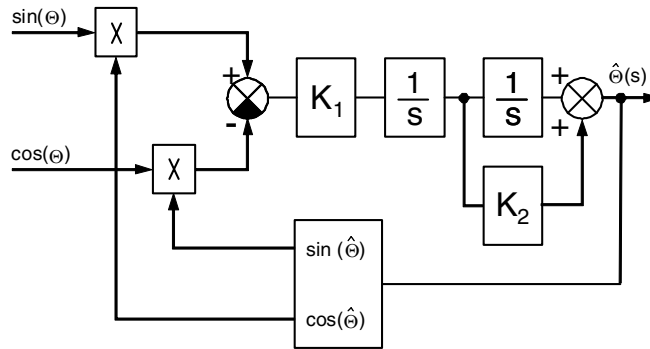 sin(Θ)
X
+
-
K₁
1
s
1
s
+
+
Θ̂(s)
cos(Θ)
X
K₂
sin (Θ̂)
cos(Θ̂)